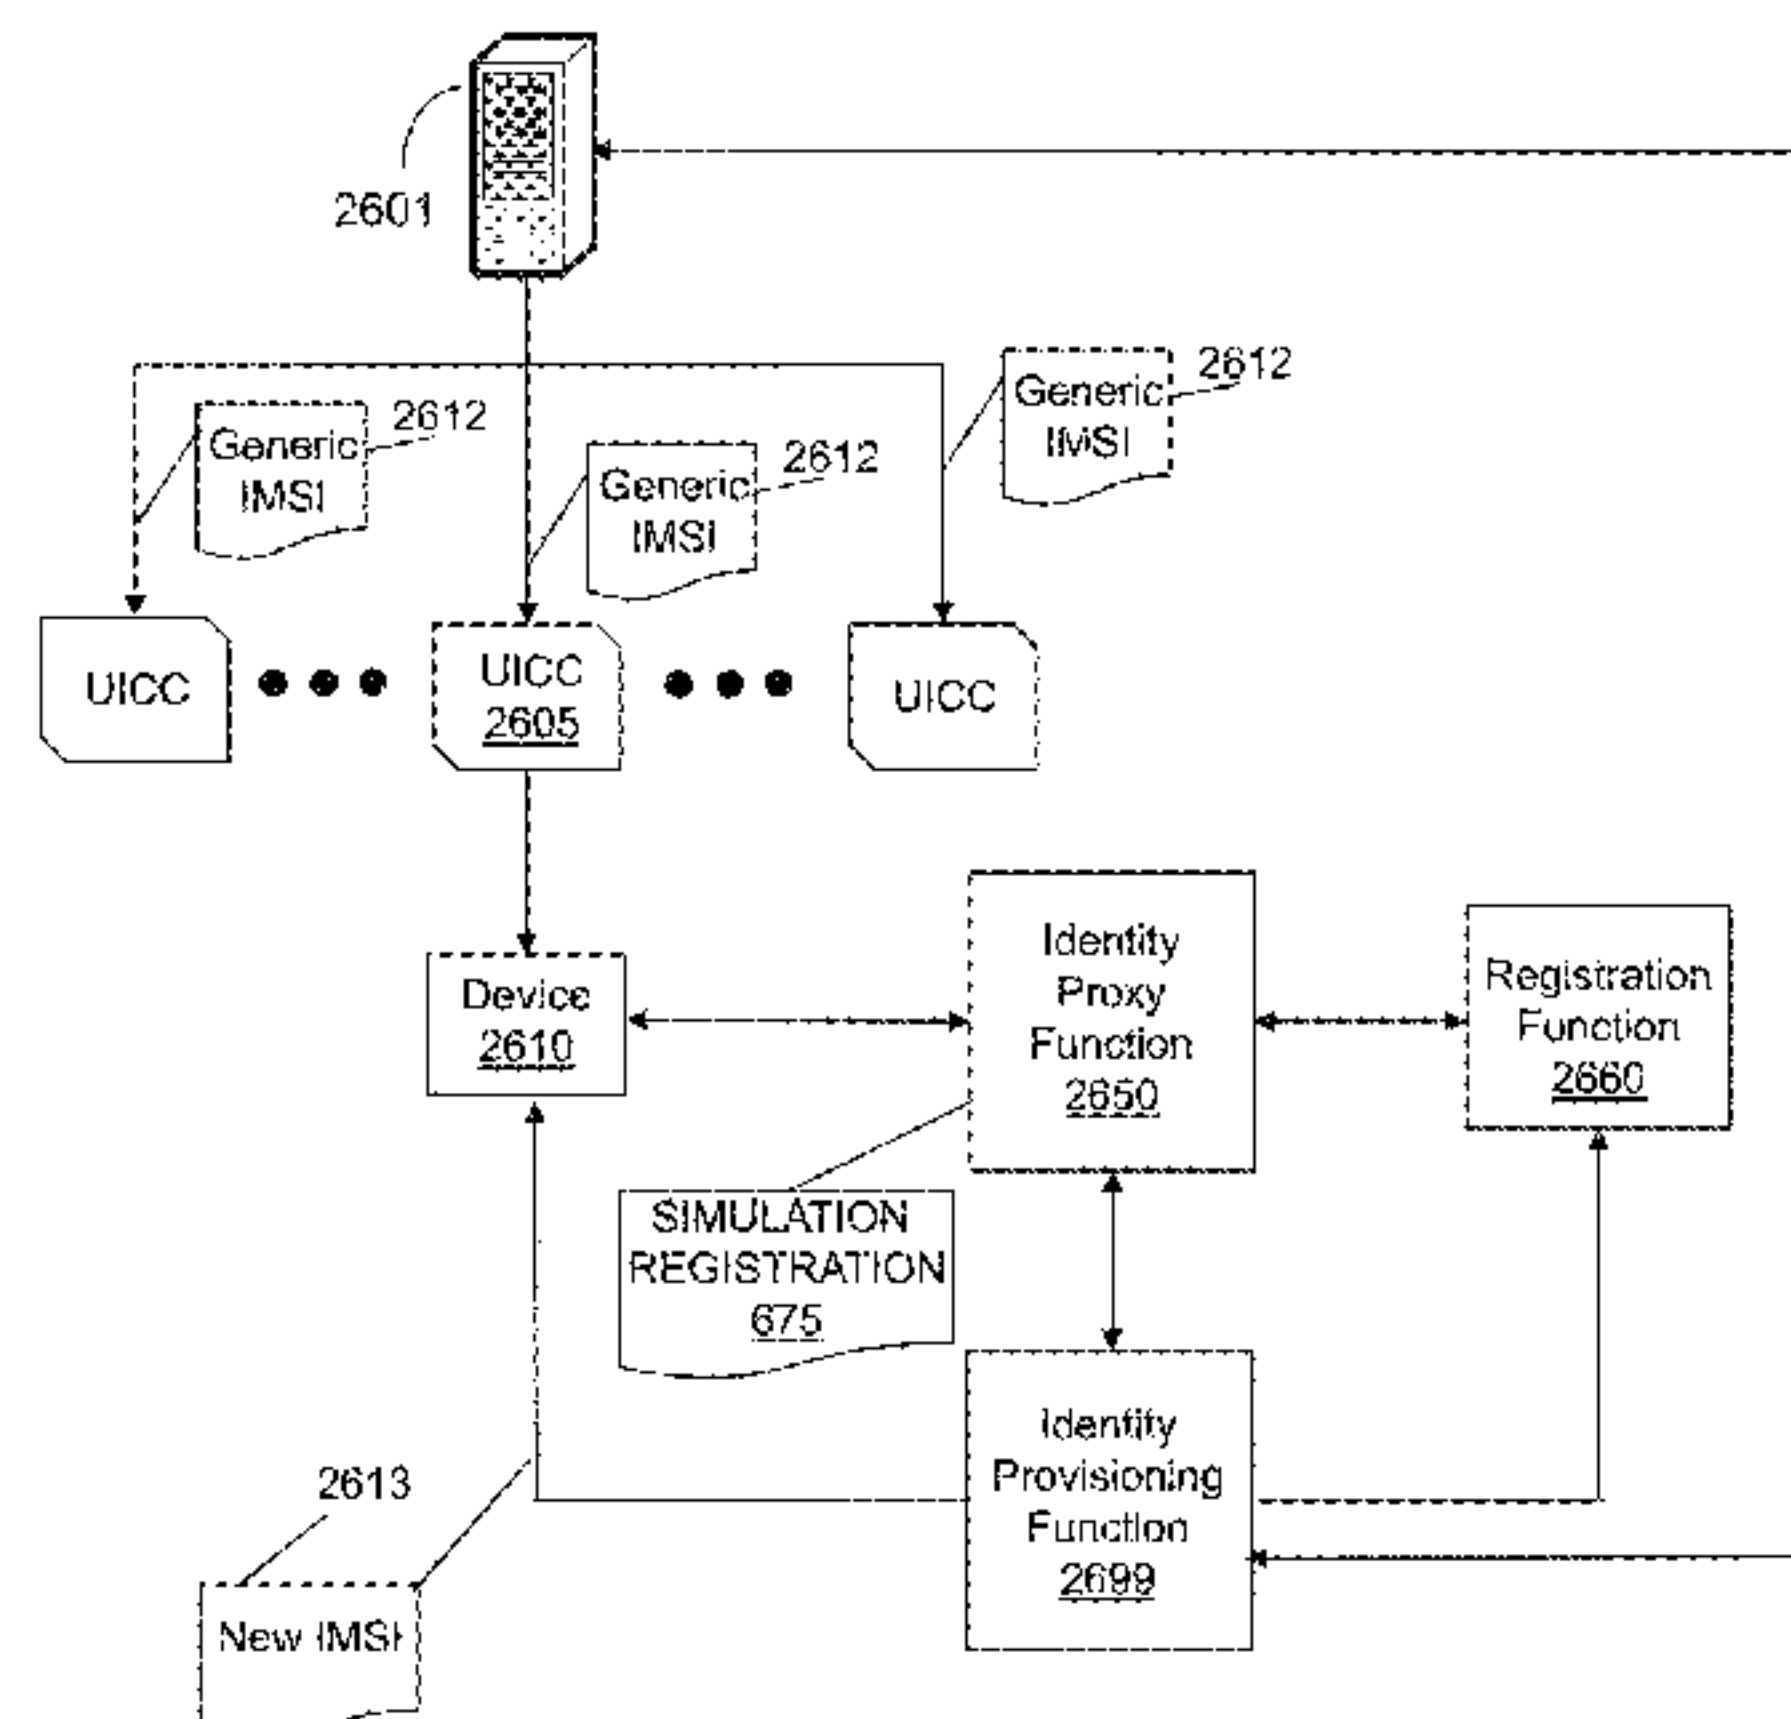 2601
2612
Generic
IMSI
2612
Generic
IMSI
2612
Generic
IMSI
UICC
UICC
2605
UICC
Device
2610
Identity
Proxy
Function
2650
Registration
Function
2660
SIMULATION
REGISTRATION
675
Identity
Provisioning
Function
2699
2613
New IMSI